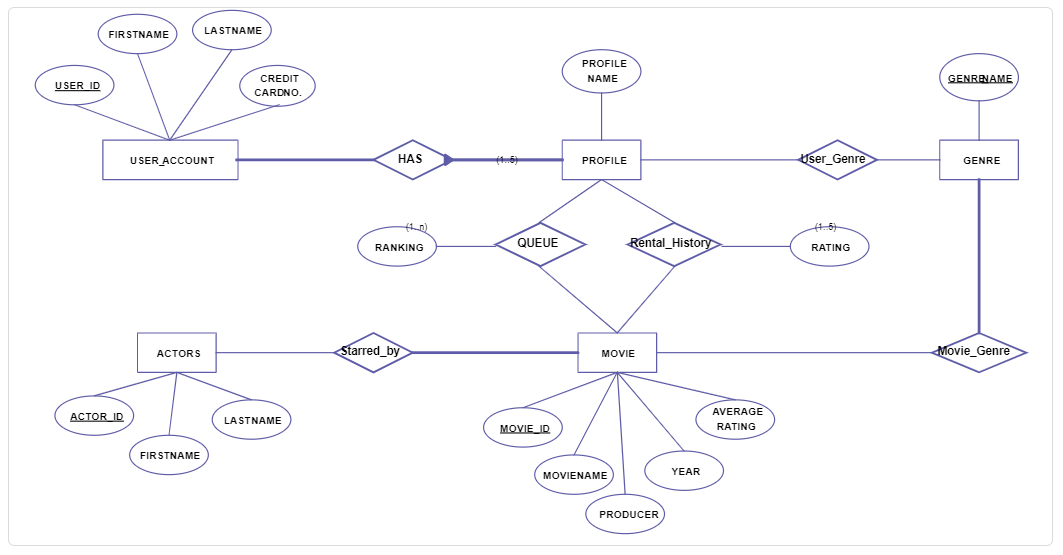 FIRSTNAME
LASTNAME
USER_ID
CREDIT
CARDNO.
PROFILE
NAME
GENRENAME
USER_ACCOUNT
HAS
(1..5)
PROFILE
User_Genre
GENRE
(1..n)
RANKING
QUEUE
Rental_History
(1..5)
RATING
ACTORS
Starred_by
MOVIE
Movie_Genre
ACTOR_ID
FIRSTNAME
LASTNAME
MOVIE_ID
MOVIENAME
PRODUCER
YEAR
AVERAGE
RATING